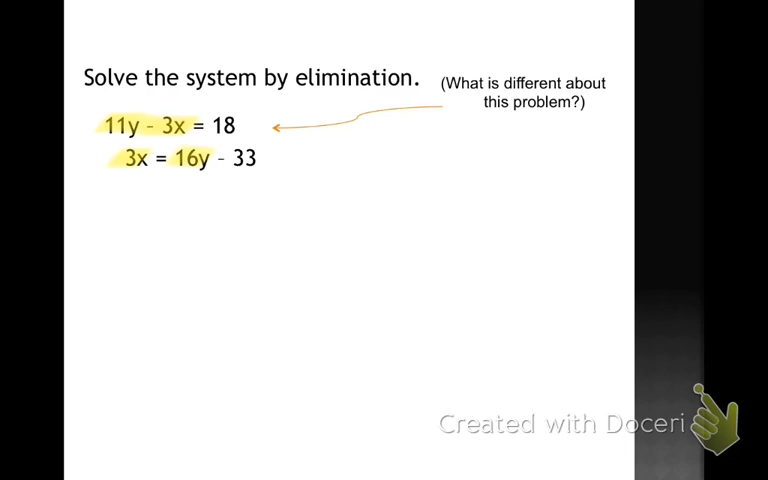 Solve the system by elimination.
(What is different about
this problem?)
11y - 3x = 18
3x = 16y - 33
Created with Doceri